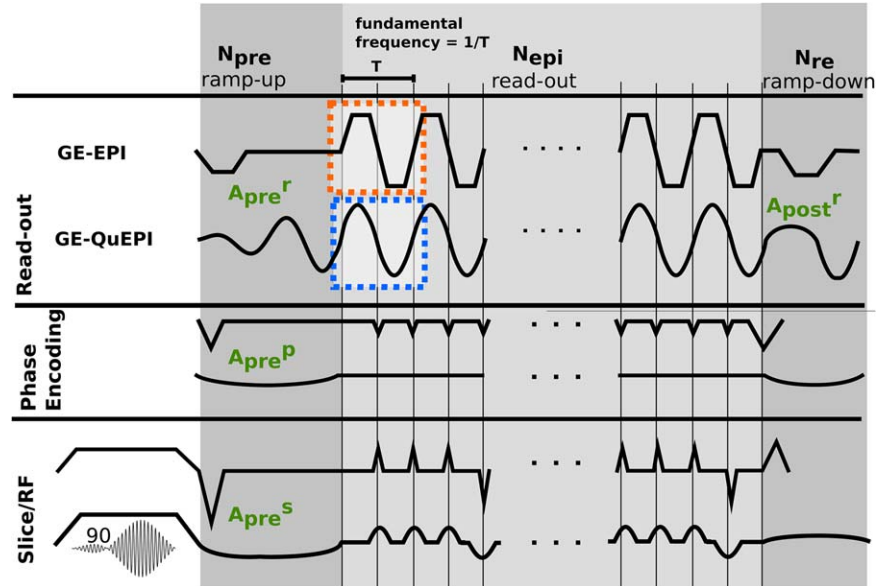 fundamental
frequency = 1/T
Npre
ramp-up
T
Nepi
read-out
Nre
ramp-down
Read-out
GE-EPI
Apre r
Apost r
GE-QuEPI
Phase
Encoding
Apre p
Slice/RF
Apre s
90